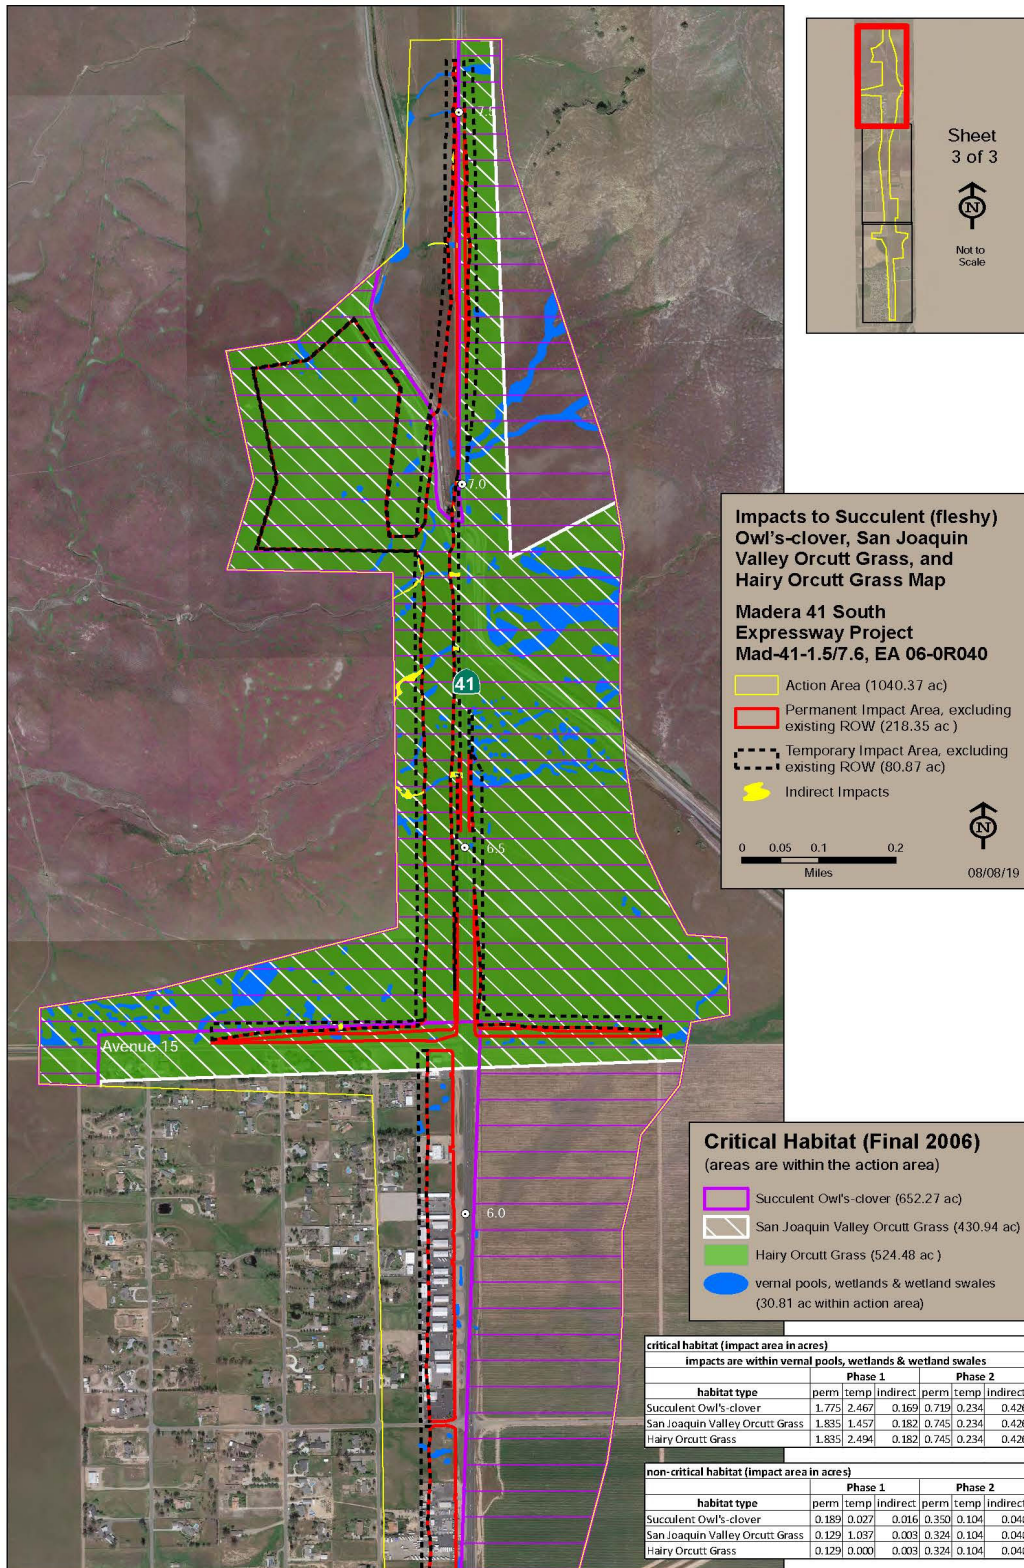 Sheet
3 of 3
N
Not to
Scale
7.5
7.0
41
6.5
Avenue 15
6.0
Impacts to Succulent (fleshy)
Owl's-clover, San Joaquin
Valley Orcutt Grass, and
Hairy Orcutt Grass Map
Madera 41 South
Expressway Project
Mad-41-1.5/7.6, EA 06-0R040
Action Area (1040.37 ac)
Permanent Impact Area, excluding
existing ROW (218.35 ac )
Temporary Impact Area, excluding
existing ROW (80.87 ac)
Indirect Impacts
N
0 0.05 0.1 0.2
Miles
08/08/19
Critical Habitat (Final 2006)
(areas are within the action area)
Succulent Owl's-clover (652.27 ac)
San Joaquin Valley Orcutt Grass (430.94 ac)
Hairy Orcutt Grass (524.48 ac )
vernal pools, wetlands & wetland swales
(30.81 ac within action area)
critical habitat (impact area in acres)
impacts are within vernal pools, wetlands & wetland swales
Phase 1 Phase 2
habitat type perm temp indirect perm temp indirect
Succulent Owl's-clover 1.775 2.467 0.169 0.719 0.234 0.426
San Joaquin Valley Orcutt Grass 1.835 1.457 0.182 0.745 0.234 0.426
Hairy Orcutt Grass 1.835 2.494 0.182 0.745 0.234 0.426
non-critical habitat (impact area in acres)
Phase 1 Phase 2
habitat type perm temp indirect perm temp indirect
Succulent Owl's-clover 0.189 0.027 0.016 0.350 0.104
San Joaquin Valley Orcutt Grass 0.129 1.037 0.003 0.324 0.104
Hairy Orcutt Grass 0.129 0.000 0.003 0.324 0.104